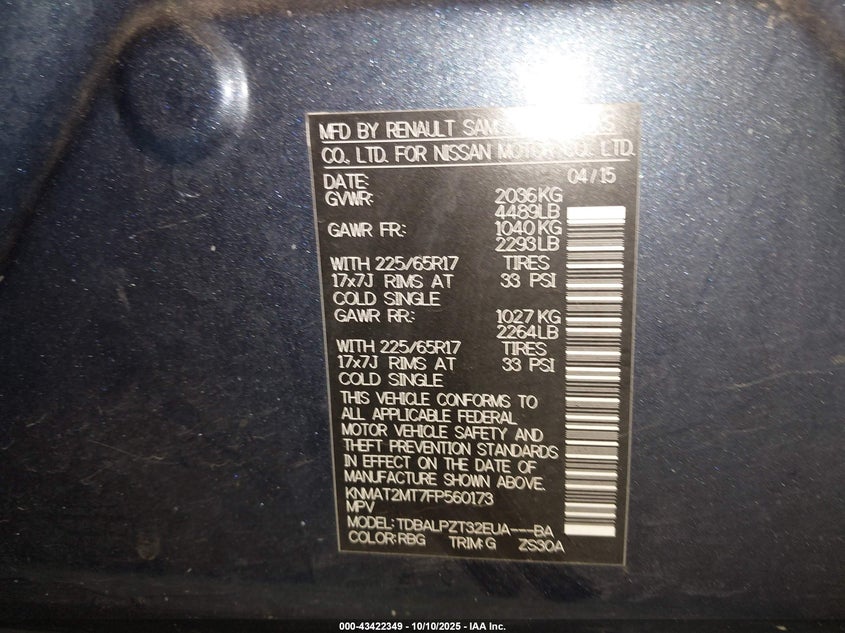 MFD BY RENAULT
CO., LTD. FOR NISSAN MOTOR CO. LTD.
DATE: 04/15
GVWR: 2036KG
4489LB
GAWR FR: 1040KG
2293LB
WITH 225/65R17 TIRES
17x7J RIMS AT 33 PSI
COLD SINGLE
GAWR RR: 1027KG
2264LB
WITH 225/65R17 TIRES
17x7J RIMS AT 33 PSI
COLD SINGLE
THIS VEHICLE CONFORMS TO
ALL APPLICABLE FEDERAL
MOTOR VEHICLE SAFETY AND
THEFT PREVENTION STANDARDS
IN EFFECT ON THE DATE OF
MANUFACTURE SHOWN ABOVE.
KNMAT2MT7FP560173
MPV
MODEL: TDBALPZT32EUA---BA
COLOR: RBG TRIM: G ZS30A
000-43422349 - 10/10/2025 - IAA Inc.